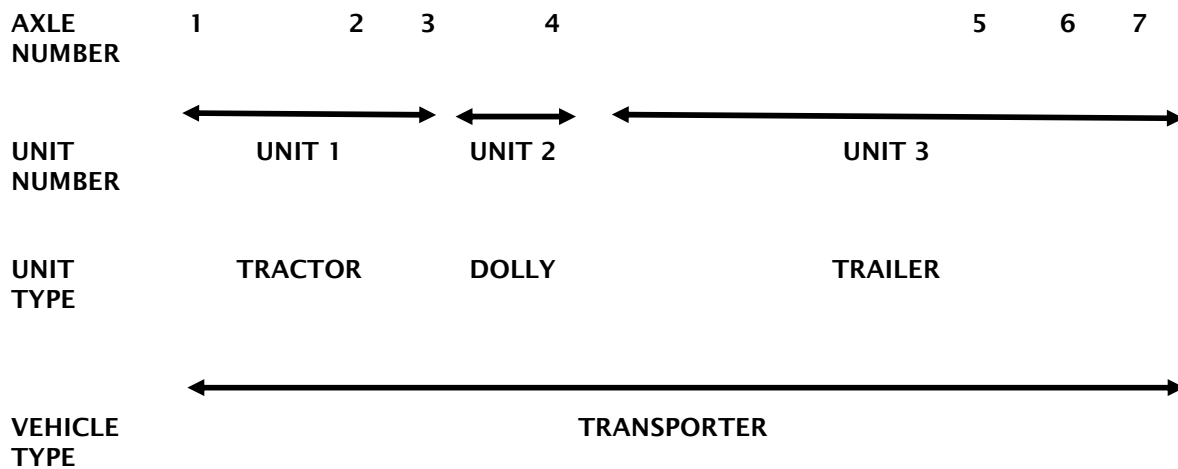 AXLE NUMBER 1 2 3 4 5 6 7
UNIT NUMBER UNIT 1 UNIT 2 UNIT 3
UNIT TYPE TRACTOR DOLLY TRAILER
VEHICLE TYPE TRANSPORTER